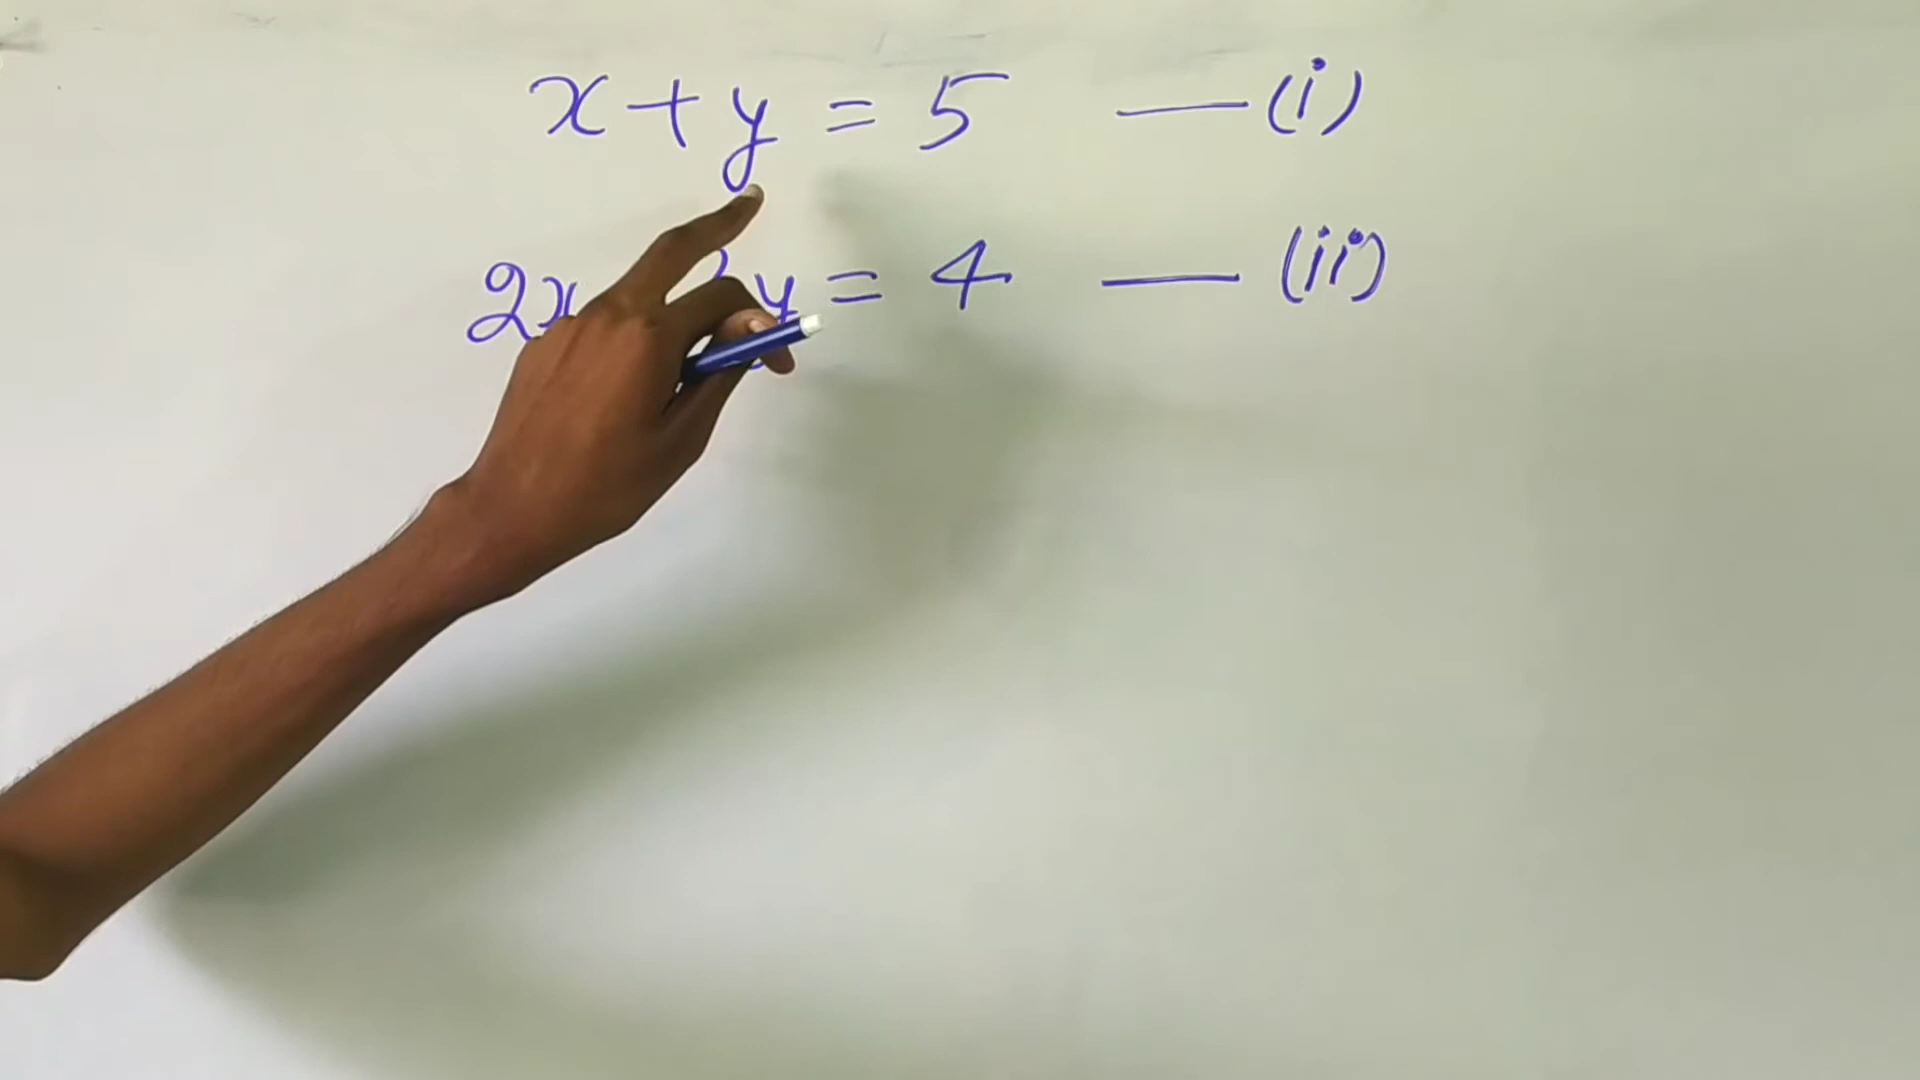 x + y = 5 — (i)
2x y = 4 — (ii)